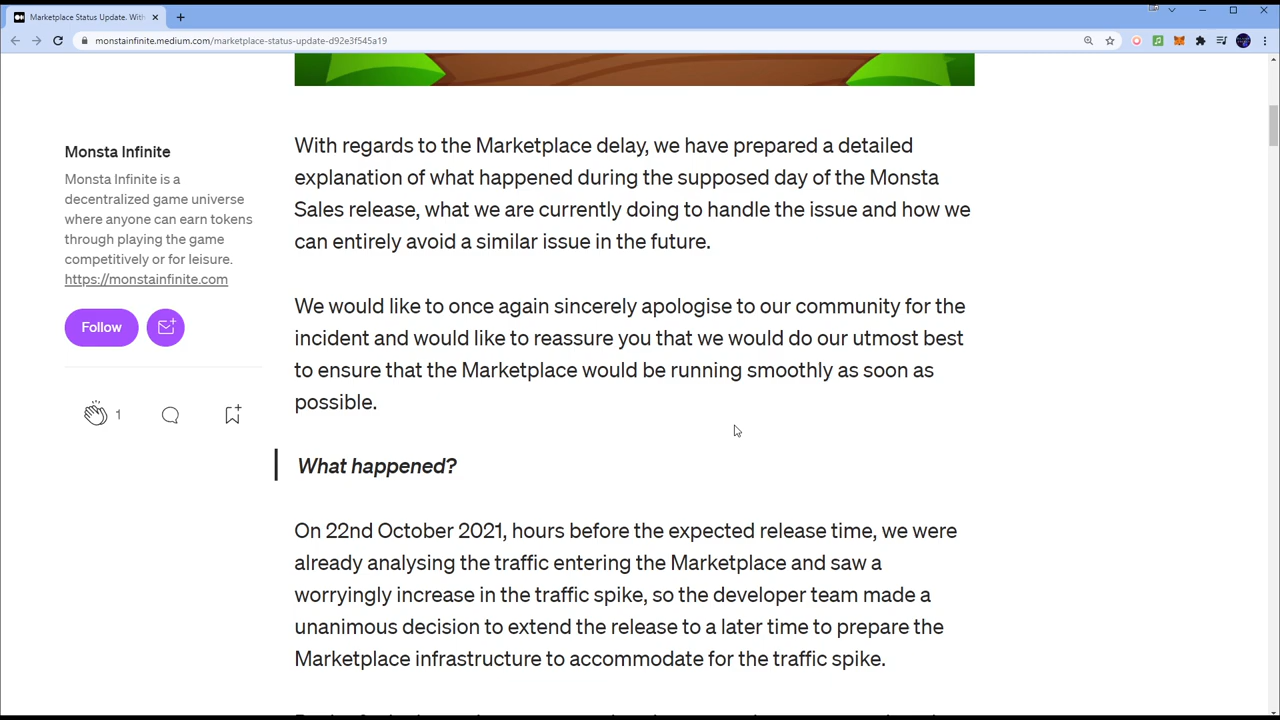 Marketplace Status Update. With
monstainfinite.medium.com/marketplace-status-update-d92e3f545a19
Monsta Infinite
Monsta Infinite is a
decentralized game universe
where anyone can earn tokens
through playing the game
competitively or for leisure.
https://monstainfinite.com
Follow
1
With regards to the Marketplace delay, we have prepared a detailed
explanation of what happened during the supposed day of the Monsta
Sales release, what we are currently doing to handle the issue and how we
can entirely avoid a similar issue in the future.
We would like to once again sincerely apologise to our community for the
incident and would like to reassure you that we would do our utmost best
to ensure that the Marketplace would be running smoothly as soon as
possible.
What happened?
On 22nd October 2021, hours before the expected release time, we were
already analysing the traffic entering the Marketplace and saw a
worryingly increase in the traffic spike, so the developer team made a
unanimous decision to extend the release to a later time to prepare the
Marketplace infrastructure to accommodate for the traffic spike.